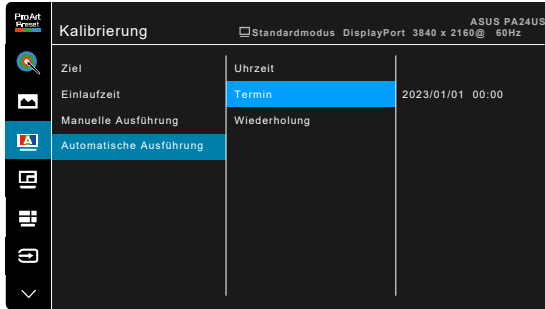 ProArt
Preset
Kalibrierung
ASUS PA24US
Standardmodus DisplayPort 3840 x 2160@ 60Hz
Ziel
Uhrzeit
Einlaufzeit
Termin
2023/01/01 00:00
Manuelle Ausführung
Wiederholung
A
Automatische Ausführung